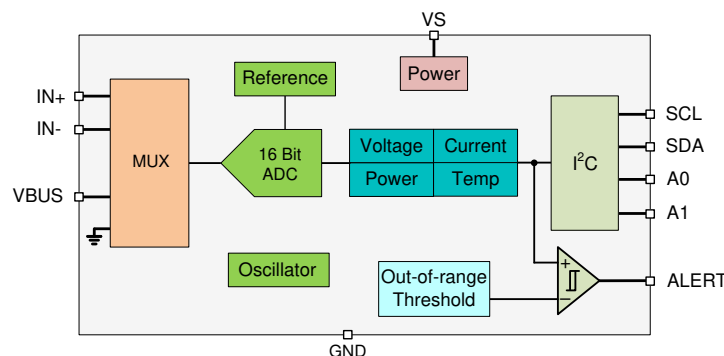 VS
Reference
Power
IN+
IN-
VBUS
MUX
16 Bit
ADC
Voltage
Current
Power
Temp
I²C
SCL
SDA
A0
A1
Oscillator
Out-of-range
Threshold
+
−
ALERT
GND